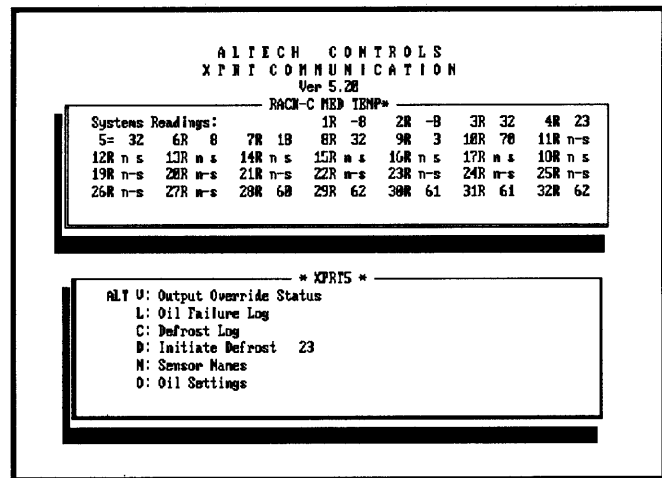 ALTECH CONTROLS
XPRT COMMUNICATION
Ver 5.20
RACK-C MED TEMP*
Systems Readings: 1R -8 2R -8 3R 32 4R 23
5= 32 6R 8 7R 18 8R 32 9R 3 10R 70 11R n-s
12R n s 13R n s 14R n s 15R n s 16R n s 17R n s 18R n s
19R n-s 20R n-s 21R n-s 22R n-s 23R n-s 24R n-s 25R n-s
26R n-s 27R n-s 28R 60 29R 62 30R 61 31R 61 32R 62
* XPRTS *
ALT V: Output Override Status
L: Oil Failure Log
C: Defrost Log
D: Initiate Defrost 23
N: Sensor Names
O: Oil Settings